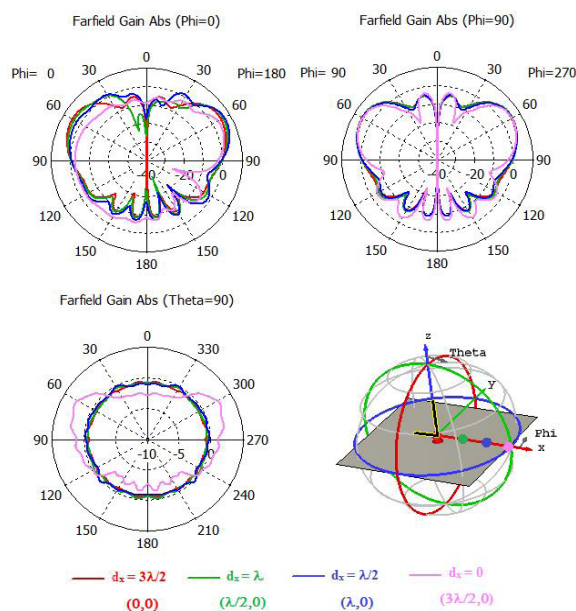 Farfield Gain Abs (Phi=0)
Farfield Gain Abs (Phi=90)
0
30
30
Phi= 0
Phi=180
60
60
90
90
-40
-20
0
120
120
150
150
180
0
30
30
Phi= 90
Phi=270
60
60
90
90
-40
-20
0
120
120
150
150
180
Farfield Gain Abs (Theta=90)
0
30
330
60
300
90
270
-10
-5
0
120
240
150
210
180
z
Theta
y
Phi
x
dx = 3λ/2
dx = λ
dx = λ/2
dx = 0
(0,0)
(λ/2,0)
(λ,0)
(3λ/2,0)